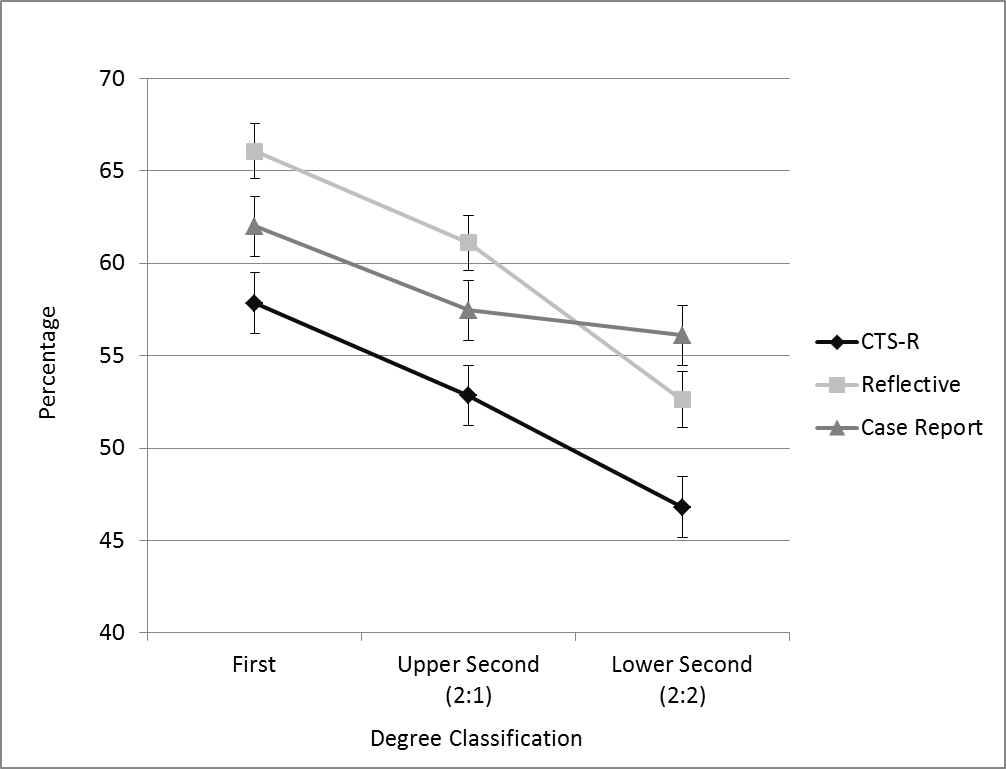 70
65
60
55
50
45
40
Percentage
First
Upper Second
(2:1)
Lower Second
(2:2)
Degree Classification
CTS-R
Reflective
Case Report